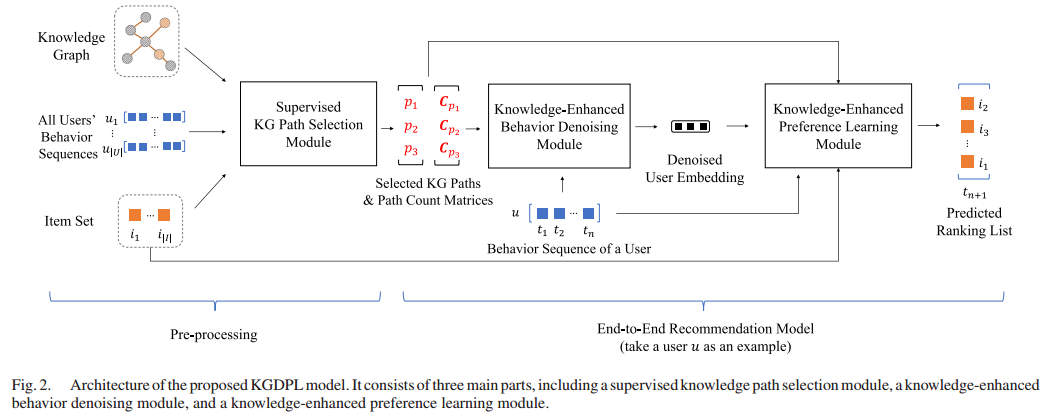 Knowledge
Graph
All Users'
Behavior
Sequences
u_1
⋮
u_{|U|}
...
⋮
...
Item Set
...
i_1 i_{|I|}
Supervised
KG Path Selection
Module
p_1 C_{p_1}
p_2 C_{p_2}
p_3 C_{p_3}
Selected KG Paths
& Path Count Matrices
Knowledge-Enhanced
Behavior Denoising
Module
u ...
t_1 t_2 t_n
Behavior Sequence of a User
Denoised
User Embedding
Knowledge-Enhanced
Preference Learning
Module
i_2
i_3
⋮
i_1
t_{n+1}
Predicted
Ranking List
Pre-processing
End-to-End Recommendation Model
(take a user u as an example)
Fig. 2. Architecture of the proposed KGDPL model. It consists of three main parts, including a supervised knowledge path selection module, a knowledge-enhanced
behavior denoising module, and a knowledge-enhanced preference learning module.